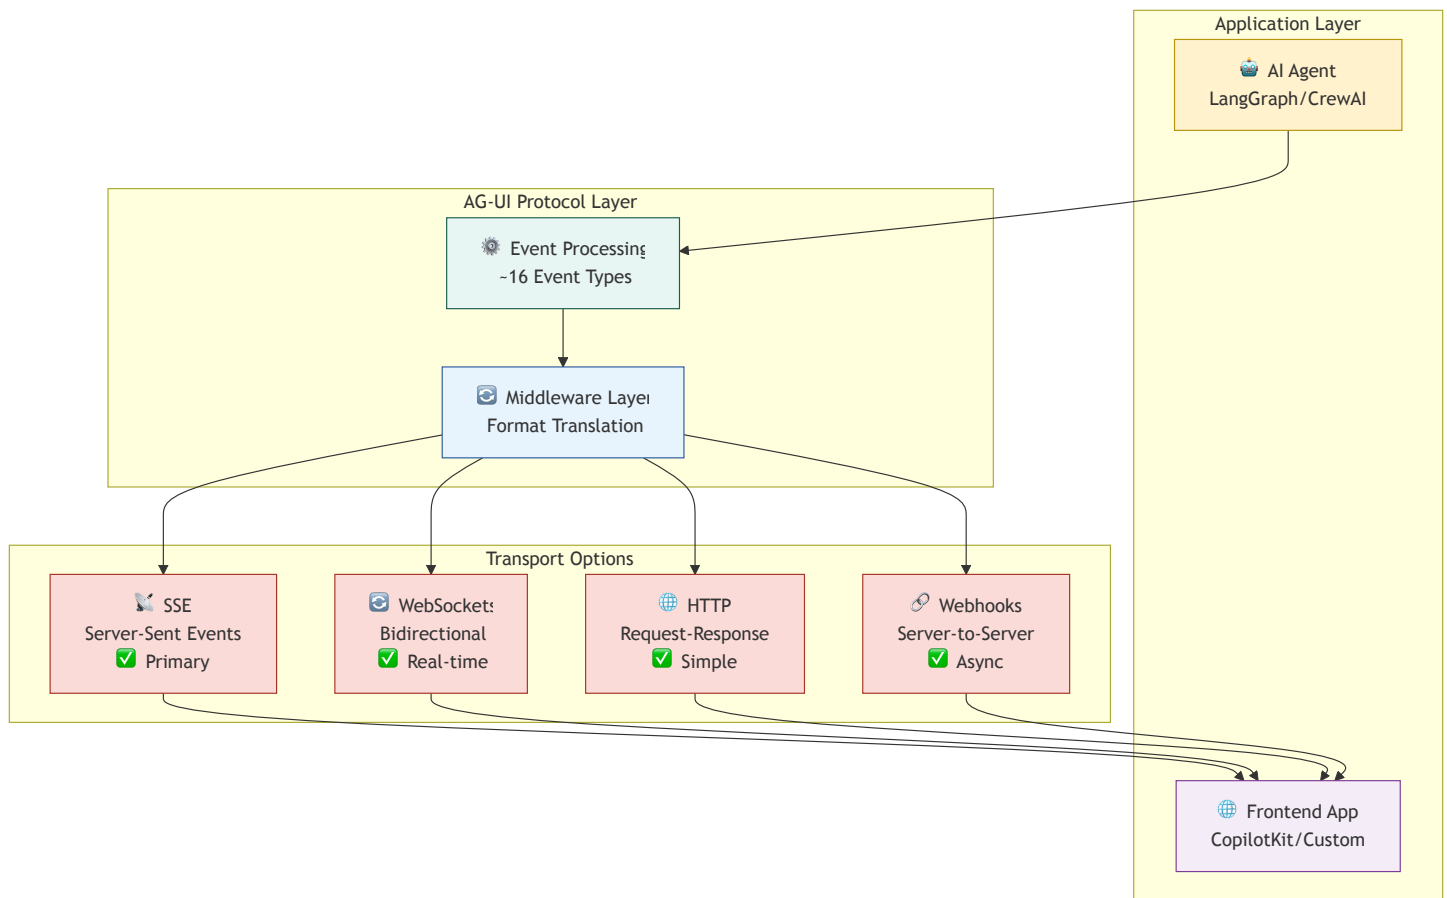 Application Layer
AI Agent
LangGraph/CrewAI
AG-UI Protocol Layer
Event Processing
~16 Event Types
Middleware Layer
Format Translation
Transport Options
SSE
Server-Sent Events
Primary
WebSockets
Bidirectional
Real-time
HTTP
Request-Response
Simple
Webhooks
Server-to-Server
Async
Frontend App
CopilotKit/Custom